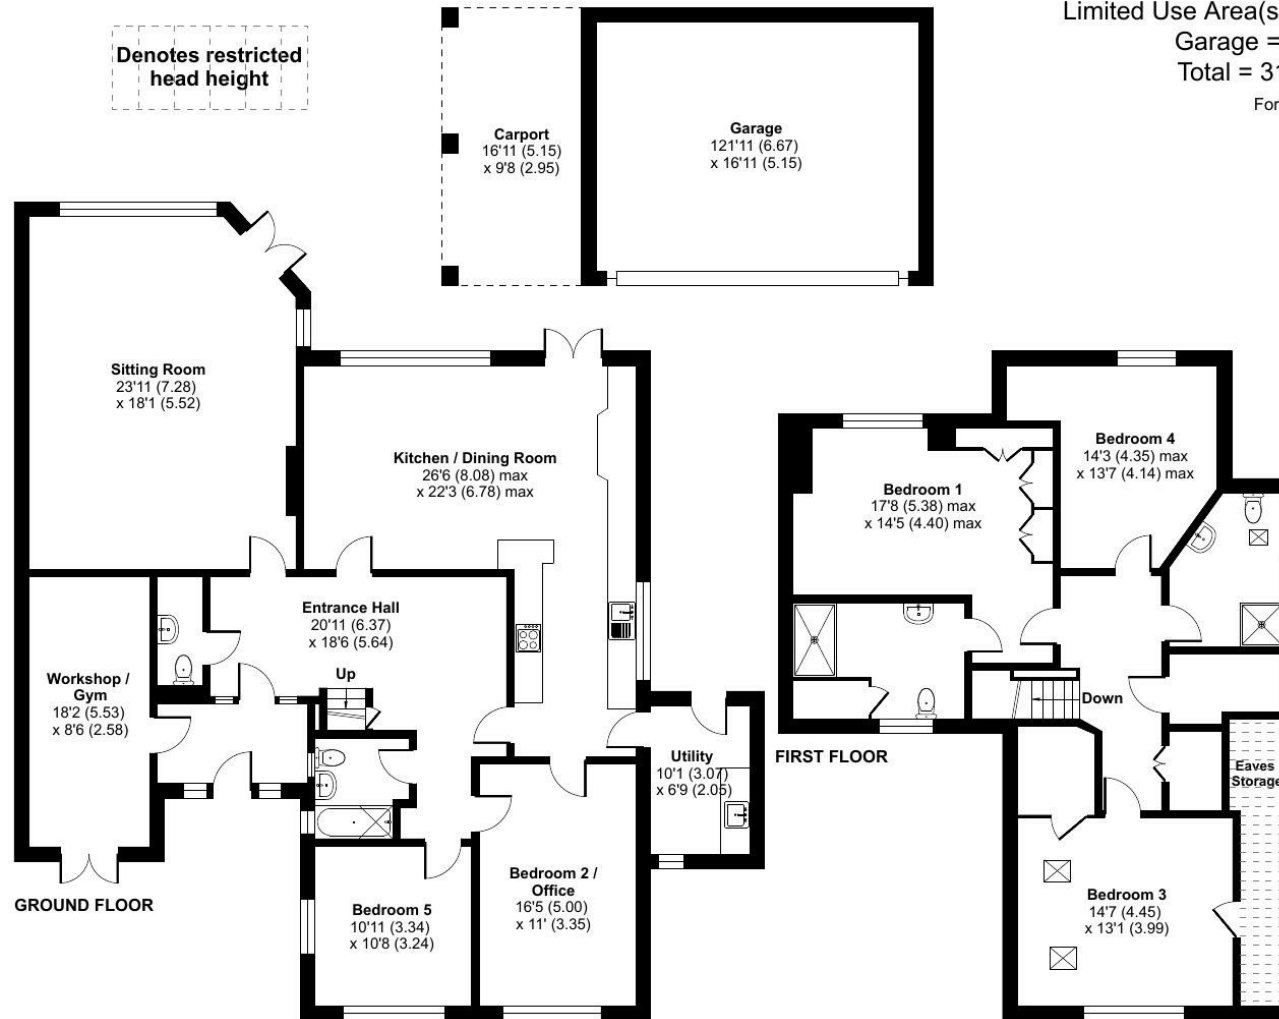 Limited Use Area(s
Garage =
Total = 31
For
Denotes restricted
head height
Carport
16'11 (5.15)
x 9'8 (2.95)
Garage
121'11 (6.67)
x 16'11 (5.15)
Sitting Room
23'11 (7.28)
x 18'1 (5.52)
Kitchen / Dining Room
26'6 (8.08) max
x 22'3 (6.78) max
Entrance Hall
20'11 (6.37)
x 18'6 (5.64)
Up
Workshop /
Gym
18'2 (5.53)
x 8'6 (2.58)
Utility
10'1 (3.07)
x 6'9 (2.05)
Bedroom 2 /
Office
16'5 (5.00)
x 11' (3.35)
Bedroom 5
10'11 (3.34)
x 10'8 (3.24)
GROUND FLOOR
Bedroom 4
14'3 (4.35) max
x 13'7 (4.14) max
Bedroom 1
17'8 (5.38) max
x 14'5 (4.40) max
Down
FIRST FLOOR
Eaves
Storage
Bedroom 3
14'7 (4.45)
x 13'1 (3.99)